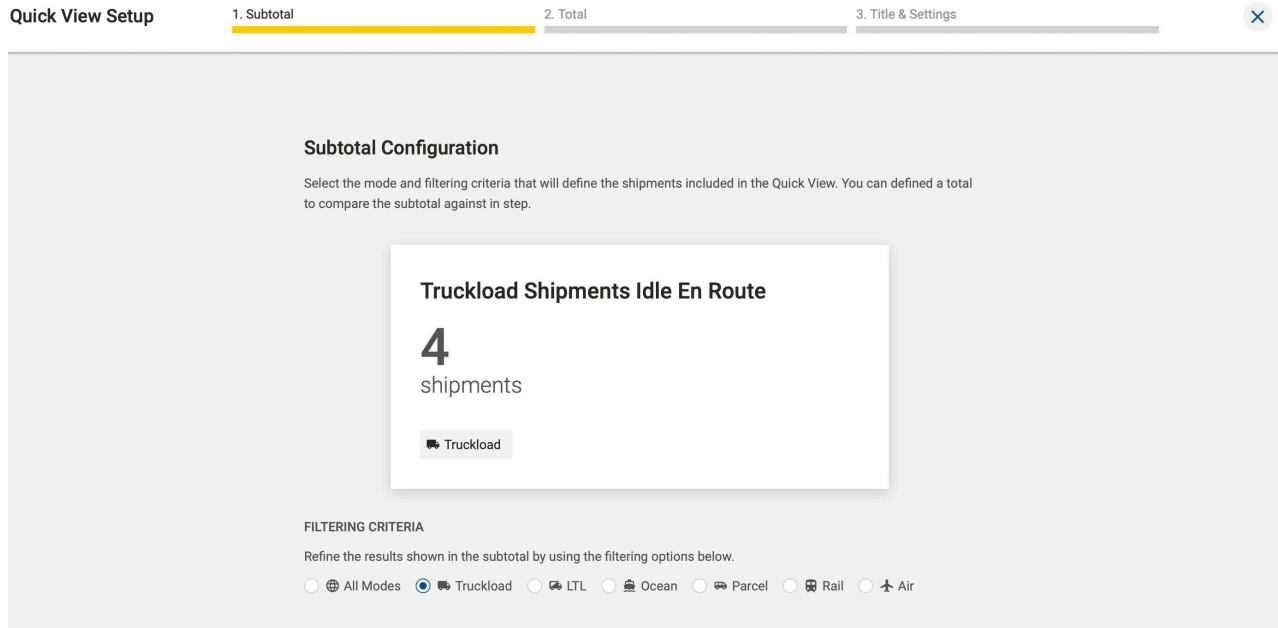 Quick View Setup
1. Subtotal
2. Total
3. Title & Settings
Subtotal Configuration
Select the mode and filtering criteria that will define the shipments included in the Quick View. You can defined a total
to compare the subtotal against in step.
Truckload Shipments Idle En Route
4
shipments
Truckload
FILTERING CRITERIA
Refine the results shown in the subtotal by using the filtering options below.
All Modes Truckload LTL Ocean Parcel Rail Air